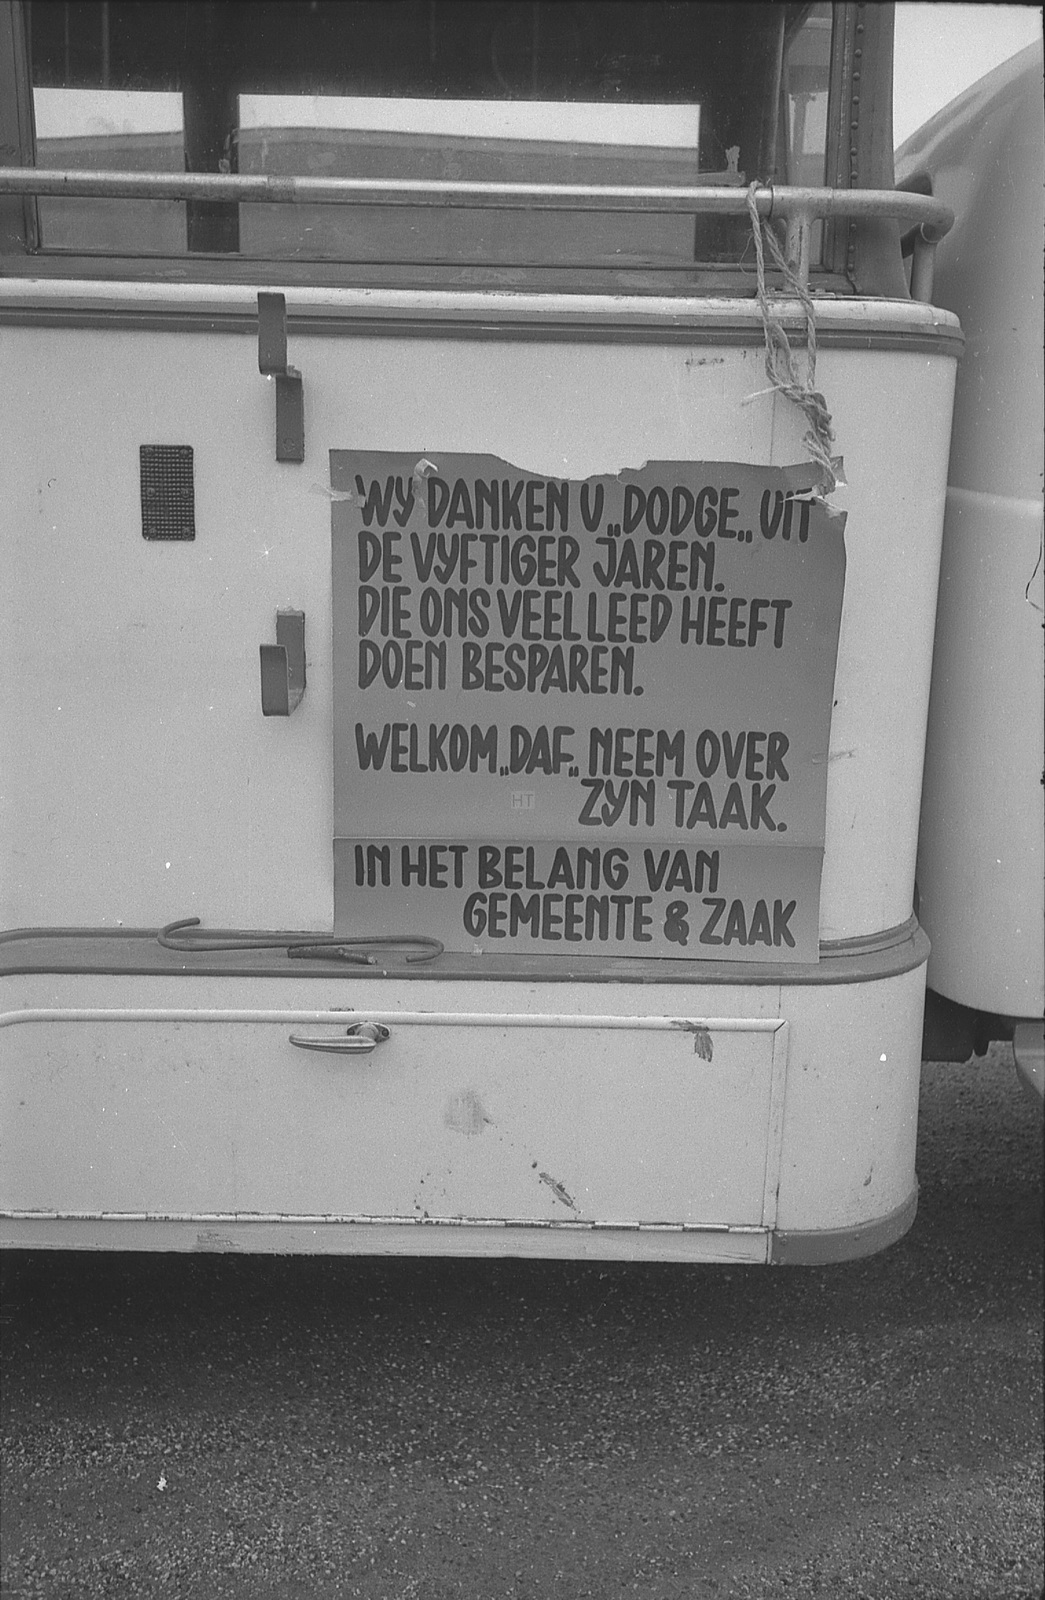 WY DANKEN U „DODGE„ UIT
DE VYFTIGER JAREN.
DIE ONS VEEL LEED HEEFT
DOEN BESPAREN.
WELKOM „DAF„ NEEM OVER
HT
ZYN TAAK.
IN HET BELANG VAN
GEMEENTE & ZAAK